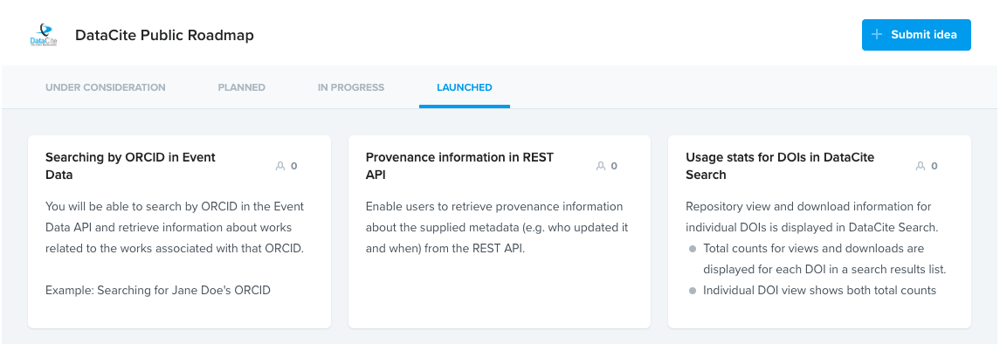 DataCite
DataCite Public Roadmap
Submit idea
UNDER CONSIDERATION
PLANNED
IN PROGRESS
LAUNCHED
Searching by ORCID in Event
Data
0
You will be able to search by ORCID in the Event
Data API and retrieve information about works
related to the works associated with that ORCID.
Example: Searching for Jane Doe's ORCID
Provenance information in REST
API
0
Enable users to retrieve provenance information
about the supplied metadata (e.g. who updated it
and when) from the REST API.
Usage stats for DOIs in DataCite
Search
0
Repository view and download information for
individual DOIs is displayed in DataCite Search.
Total counts for views and downloads are
displayed for each DOI in a search results list.
Individual DOI view shows both total counts